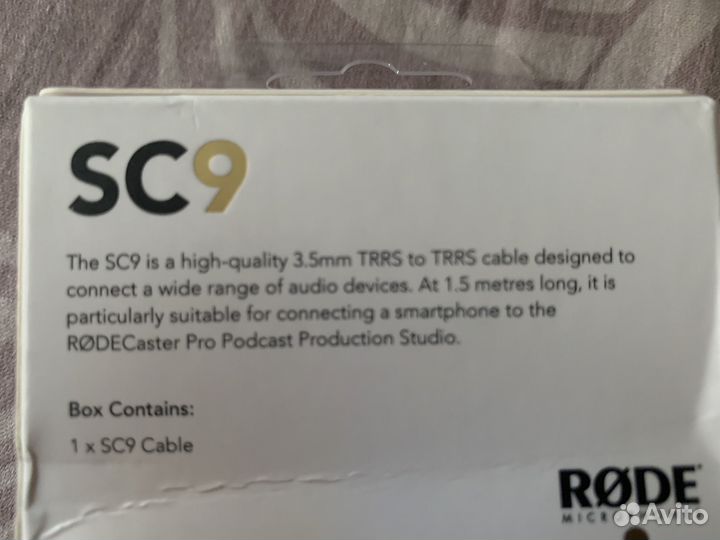 SC9
The SC9 is a high-quality 3.5mm TRRS to TRRS cable designed to
connect a wide range of audio devices. At 1.5 metres long, it is
particularly suitable for connecting a smartphone to the
RØDECaster Pro Podcast Production Studio.
Box Contains:
1 x SC9 Cable
RØDE
Avito